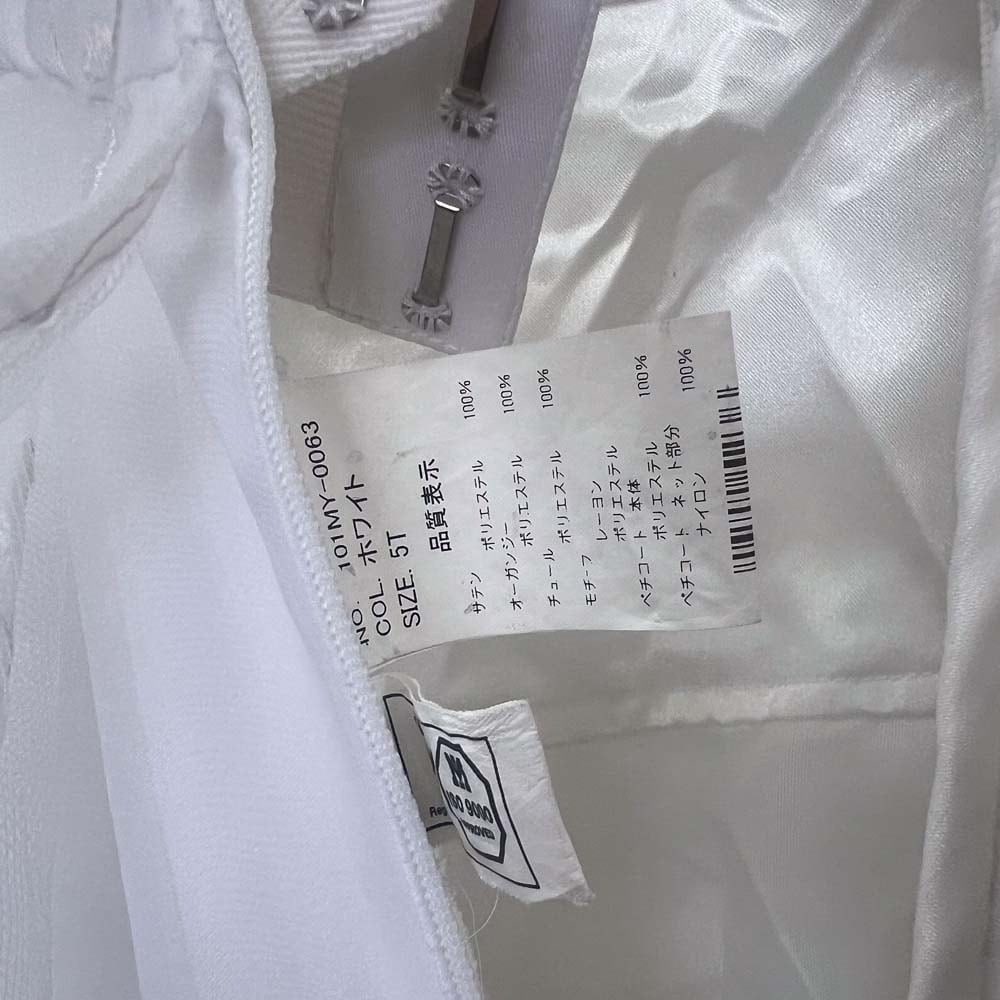 NO. 101MY-0063
COL. ホワイト
SIZE. 5T
品質表示
サテン ポリエステル 100%
オーガンジー
ポリエステル 100%
チュール
ポリエステル 100%
モチーフ レーヨン
ポリエステル
ペチコート 本体
ポリエステル 100%
ペチコート ネット部分
ナイロン 100%
ISO 9000
Reg